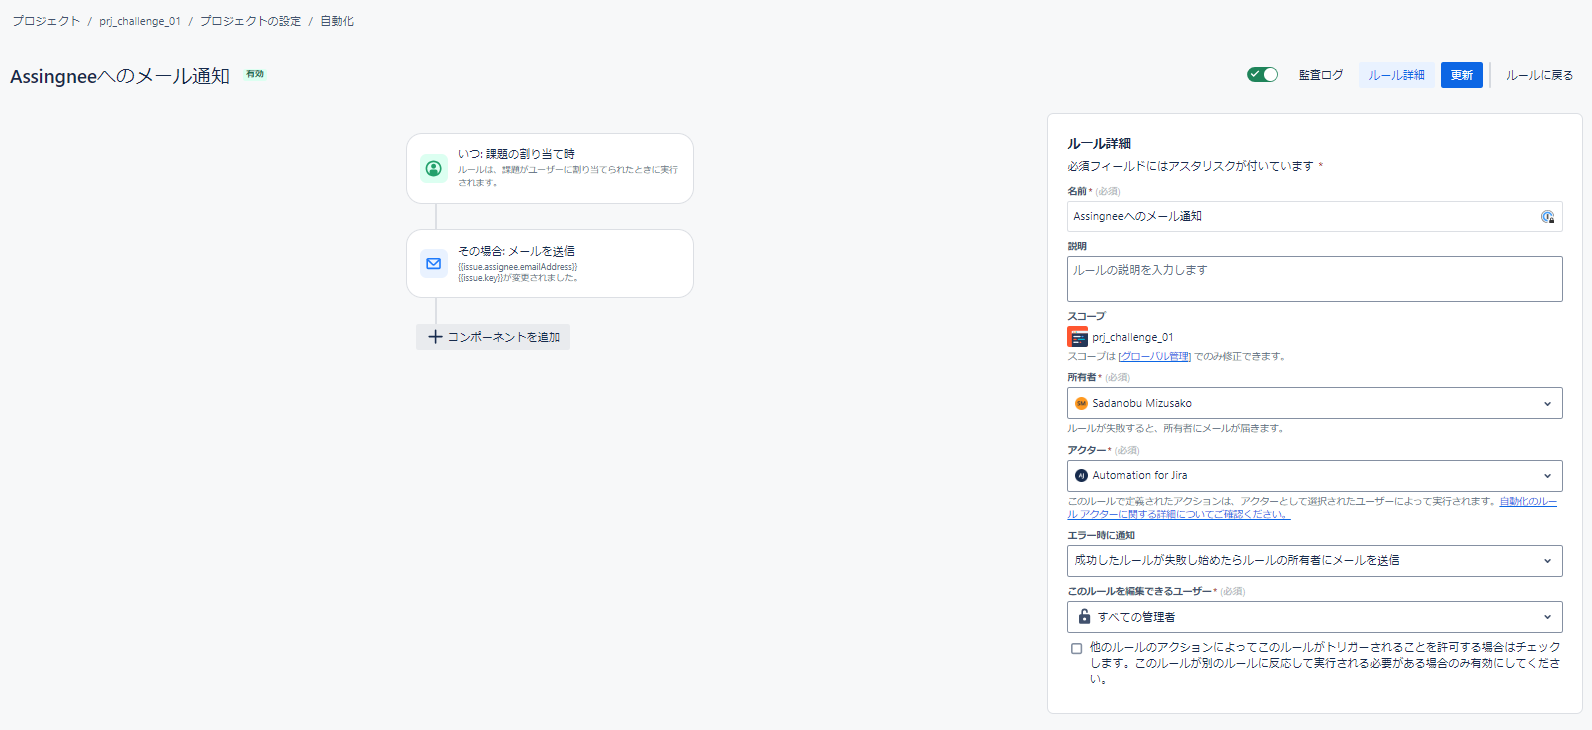 プロジェクト / prj_challenge_01 / プロジェクトの設定 / 自動化
Assingneeへのメール通知 有効
監査ログ ルール詳細 更新 ルールに戻る
いつ: 課題の割り当て時
ルールは、課題がユーザーに割り当てられたときに実行
されます。
その場合: メールを送信
{{issue.assignee.emailAddress}}
{{issue.key}}が変更されました。
コンポーネントを追加
ルール詳細
必須フィールドにはアスタリスクが付いています *
名前* (必須)
Assingneeへのメール通知
説明
ルールの説明を入力します
スコープ
prj_challenge_01
スコープは [グローバル管理] でのみ修正できます。
所有者* (必須)
SM Sadanobu Mizusako
ルールが失敗すると、所有者にメールが届きます。
アクター* (必須)
Automation for Jira
このルールで定義されたアクションは、アクターとして選択されたユーザーによって実行されます。自動化のルー
ル アクターに関する詳細についてご確認ください。
エラー時に通知
成功したルールが失敗し始めたらルールの所有者にメールを送信
このルールを編集できるユーザー* (必須)
すべての管理者
他のルールのアクションによってこのルールがトリガーされることを許可する場合はチェック
します。このルールが別のルールに反応して実行される必要がある場合のみ有効にしてくださ
い。